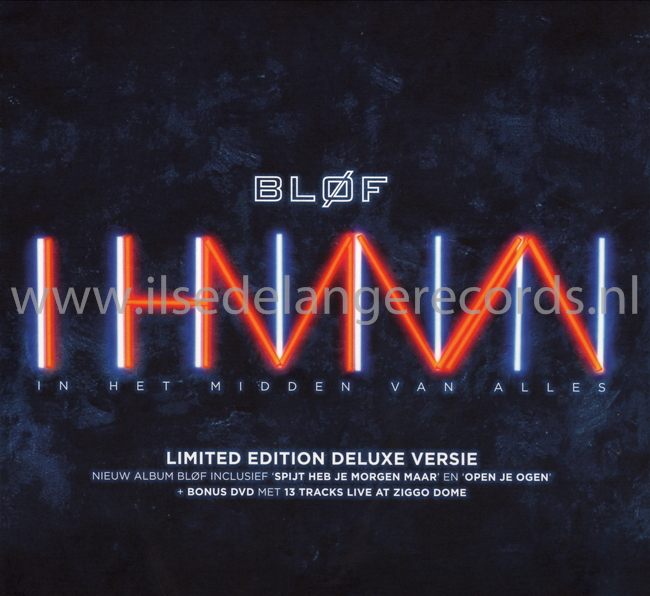 BLØF
IHMVA
www.ilsedelangerecords.nl
IN HET MIDDEN VAN ALLES
LIMITED EDITION DELUXE VERSIE
NIEUW ALBUM BLØF INCLUSIEF ‘SPIJT HEB JE MORGEN MAAR’ EN ‘OPEN JE OGEN’
+ BONUS DVD MET 13 TRACKS LIVE AT ZIGGO DOME